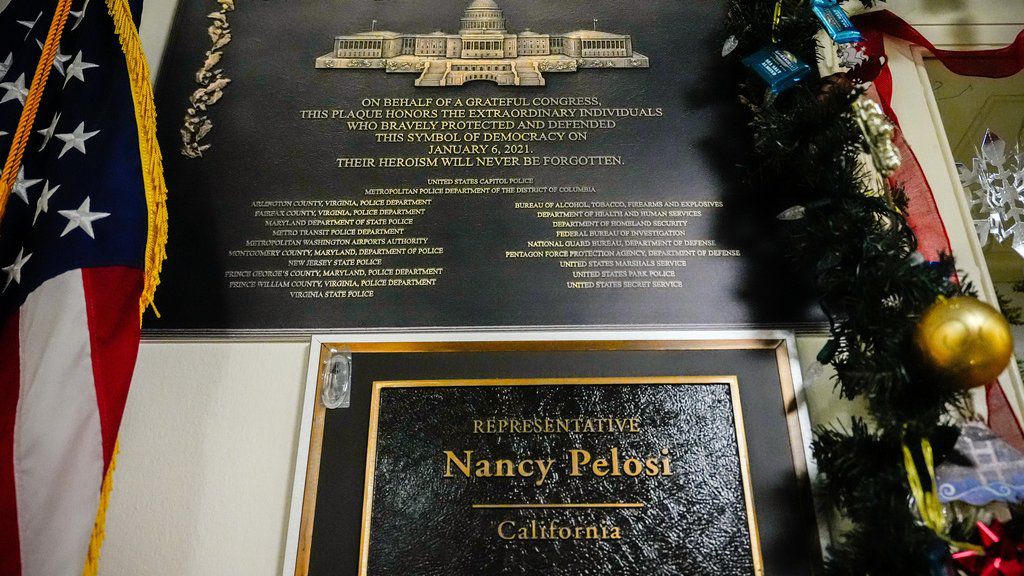 ON BEHALF OF A GRATEFUL CONGRESS,
THIS PLAQUE HONORS THE EXTRAORDINARY INDIVIDUALS
WHO BRAVELY PROTECTED AND DEFENDED
THIS SYMBOL OF DEMOCRACY ON
JANUARY 6, 2021.
THEIR HEROISM WILL NEVER BE FORGOTTEN.
UNITED STATES CAPITOL POLICE
METROPOLITAN POLICE DEPARTMENT OF THE DISTRICT OF COLUMBIA
ARLINGTON COUNTY, VIRGINIA, POLICE DEPARTMENT
FAIRFAX COUNTY, VIRGINIA, POLICE DEPARTMENT
MARYLAND DEPARTMENT OF STATE POLICE
METRO TRANSIT POLICE DEPARTMENT
METROPOLITAN WASHINGTON AIRPORTS AUTHORITY
MONTGOMERY COUNTY, MARYLAND, DEPARTMENT OF POLICE
NEW JERSEY STATE POLICE
PRINCE GEORGE'S COUNTY, MARYLAND, POLICE DEPARTMENT
PRINCE WILLIAM COUNTY, VIRGINIA, POLICE DEPARTMENT
VIRGINIA STATE POLICE
BUREAU OF ALCOHOL, TOBACCO, FIREARMS AND EXPLOSIVES
DEPARTMENT OF HEALTH AND HUMAN SERVICES
DEPARTMENT OF HOMELAND SECURITY
FEDERAL BUREAU OF INVESTIGATION
NATIONAL GUARD BUREAU, DEPARTMENT OF DEFENSE
PENTAGON FORCE PROTECTION AGENCY, DEPARTMENT OF DEFENSE
UNITED STATES MARSHALS SERVICE
UNITED STATES PARK POLICE
UNITED STATES SECRET SERVICE
REPRESENTATIVE
Nancy Pelosi
California